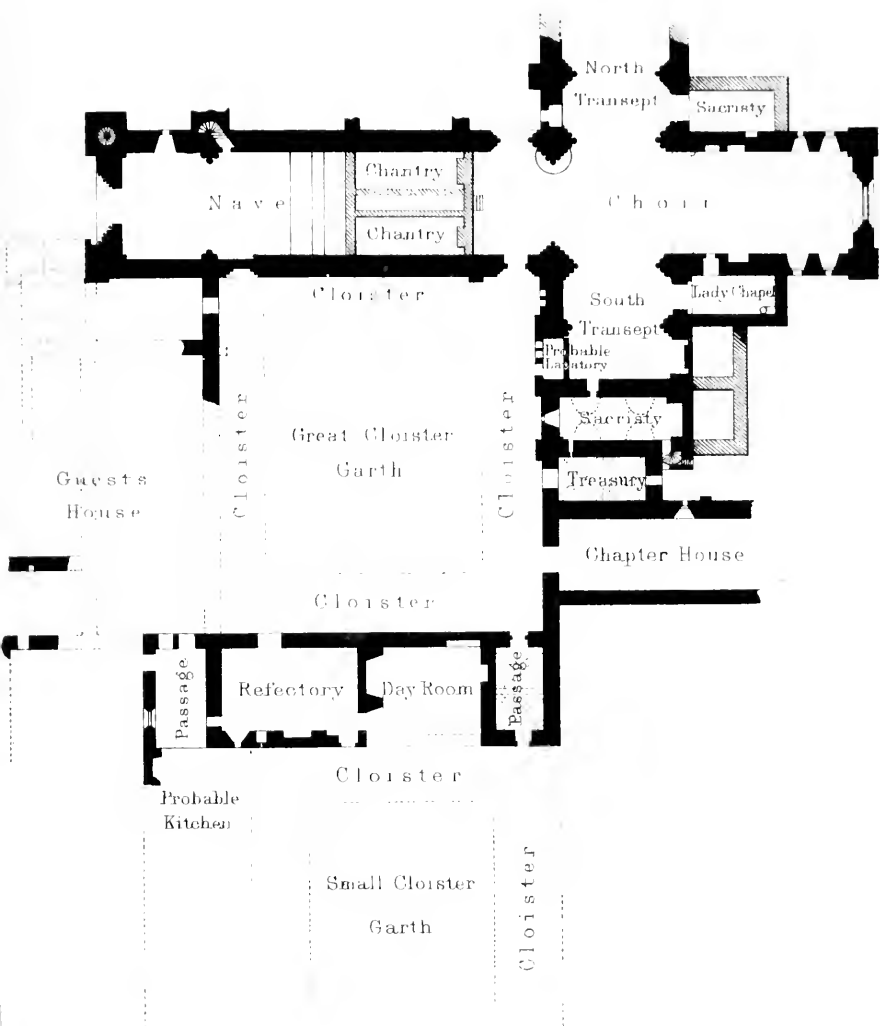 North
Transept
Sacristy
Chantry
Nave
Choir
Chantry
Cloister
Lady Chapel
South
Transept
Probable
Lavatory
Cloister
Cloister
Sacristy
Great Cloister
Garth
Guests
House
Treasury
Chapter House
Cloister
Passage
Refectory
Day Room
Passage
Cloister
Probable
Kitchen
Small Cloister
Garth
Cloister